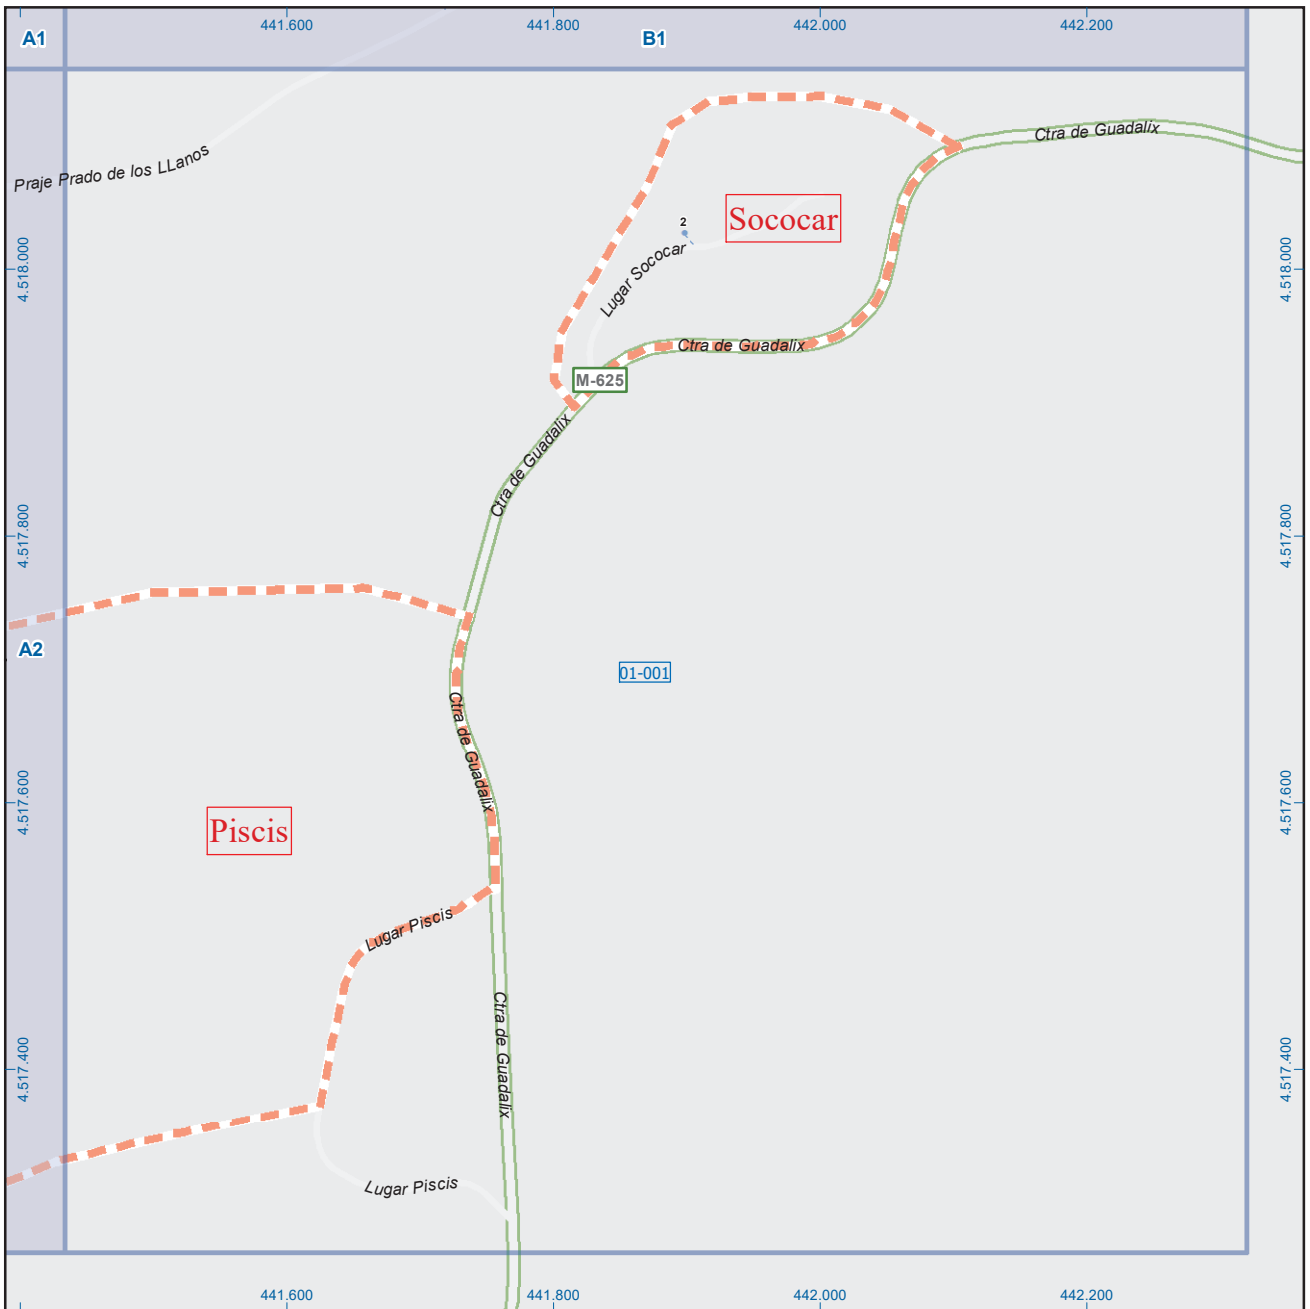 441.600
441.800
442.000
442.200
A1
B1
Ctra de Guadalix
Praje Prado de los LLanos
Sococar
2
Lugar Sococar
4.518.000
4.518.000
Ctra de Guadalix
M-625
Ctra de Guadalix
4.517.800
4.517.800
A2
01-001
Ctra de Guadalix
4.517.600
4.517.600
Piscis
Lugar Piscis
Ctra de Guadalix
4.517.400
4.517.400
Lugar Piscis
441.600
441.800
442.000
442.200